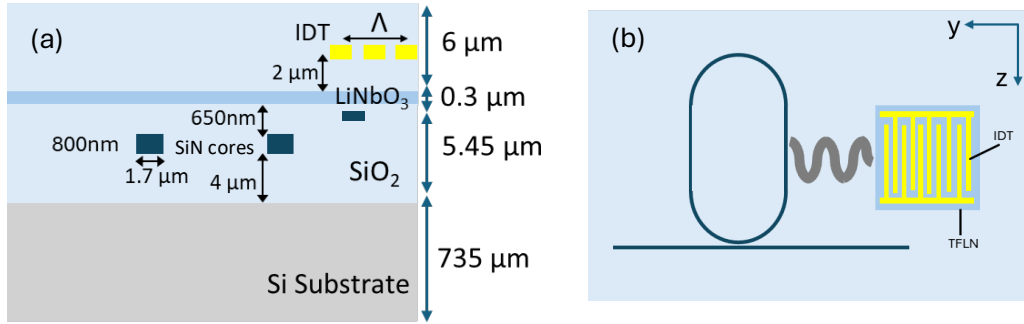 (a)
IDT
Λ
6 µm
2 µm
LiNbO3
0.3 µm
650nm
800nm
SiN cores
5.45 µm
1.7 µm
4 µm
SiO2
735 µm
Si Substrate
(b)
y
z
IDT
TFLN